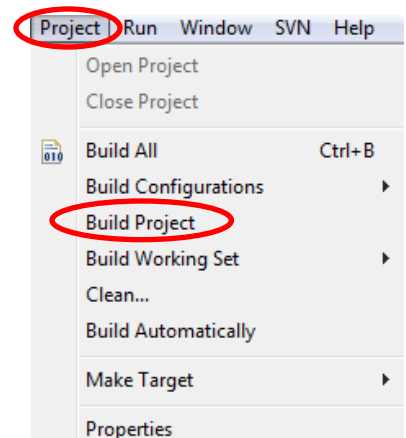 Project Run Window SVN Help
Open Project
Close Project
010 Build All Ctrl+B
Build Configurations
Build Project
Build Working Set
Clean...
Build Automatically
Make Target
Properties